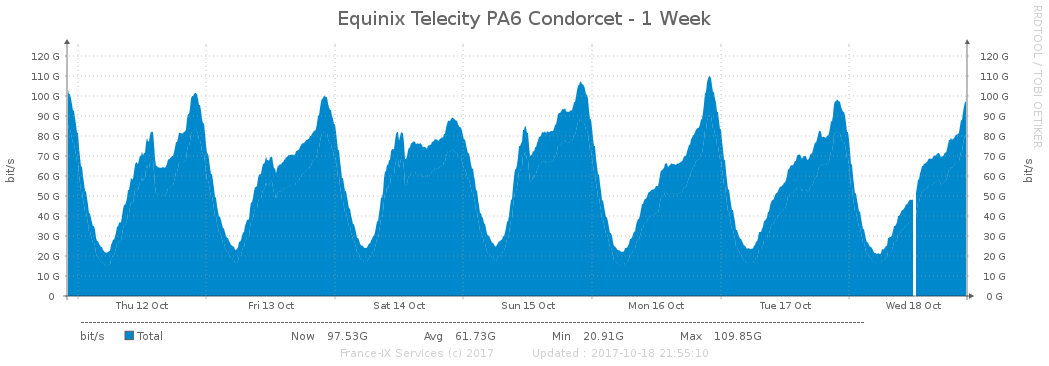 Equinix Telecity PA6 Condorcet - 1 Week
RRDTOOL / TOBI OETIKER
120 G 120 G
110 G 110 G
100 G 100 G
90 G 90 G
80 G 80 G
70 G 70 G
60 G 60 G
50 G 50 G
40 G 40 G
30 G 30 G
20 G 20 G
10 G 10 G
0 0 G
bit/s
bit/s
Thu 12 Oct Fri 13 Oct Sat 14 Oct Sun 15 Oct Mon 16 Oct Tue 17 Oct Wed 18 Oct
bit/s Total Now 97.53G Avg 61.73G Min 20.91G Max 109.85G
France-IX Services (c) 2017 Updated : 2017-10-18 21:55:10